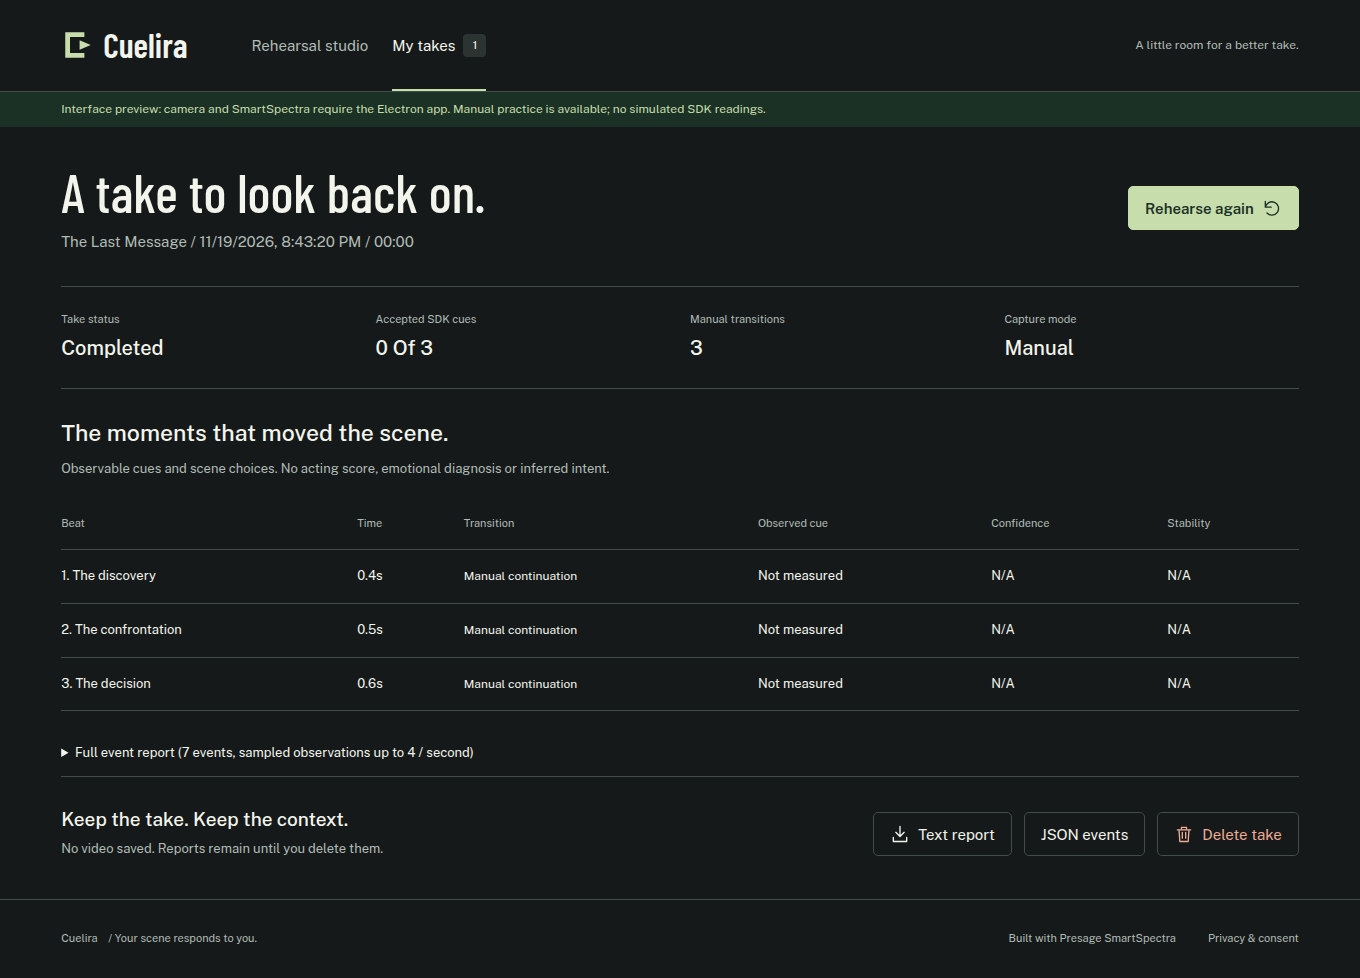 Cuelira
Rehearsal studio
My takes 1
A little room for a better take.
Interface preview: camera and SmartSpectra require the Electron app. Manual practice is available; no simulated SDK readings.
A take to look back on.
The Last Message / 11/19/2026, 8:43:20 PM / 00:00
Rehearse again
Take status
Completed
Accepted SDK cues
0 Of 3
Manual transitions
3
Capture mode
Manual
The moments that moved the scene.
Observable cues and scene choices. No acting score, emotional diagnosis or inferred intent.
Beat Time Transition Observed cue Confidence Stability
1. The discovery 0.4s Manual continuation Not measured N/A N/A
2. The confrontation 0.5s Manual continuation Not measured N/A N/A
3. The decision 0.6s Manual continuation Not measured N/A N/A
Full event report (7 events, sampled observations up to 4 / second)
Keep the take. Keep the context.
No video saved. Reports remain until you delete them.
Text report
JSON events
Delete take
Cuelira / Your scene responds to you.
Built with Presage SmartSpectra
Privacy & consent